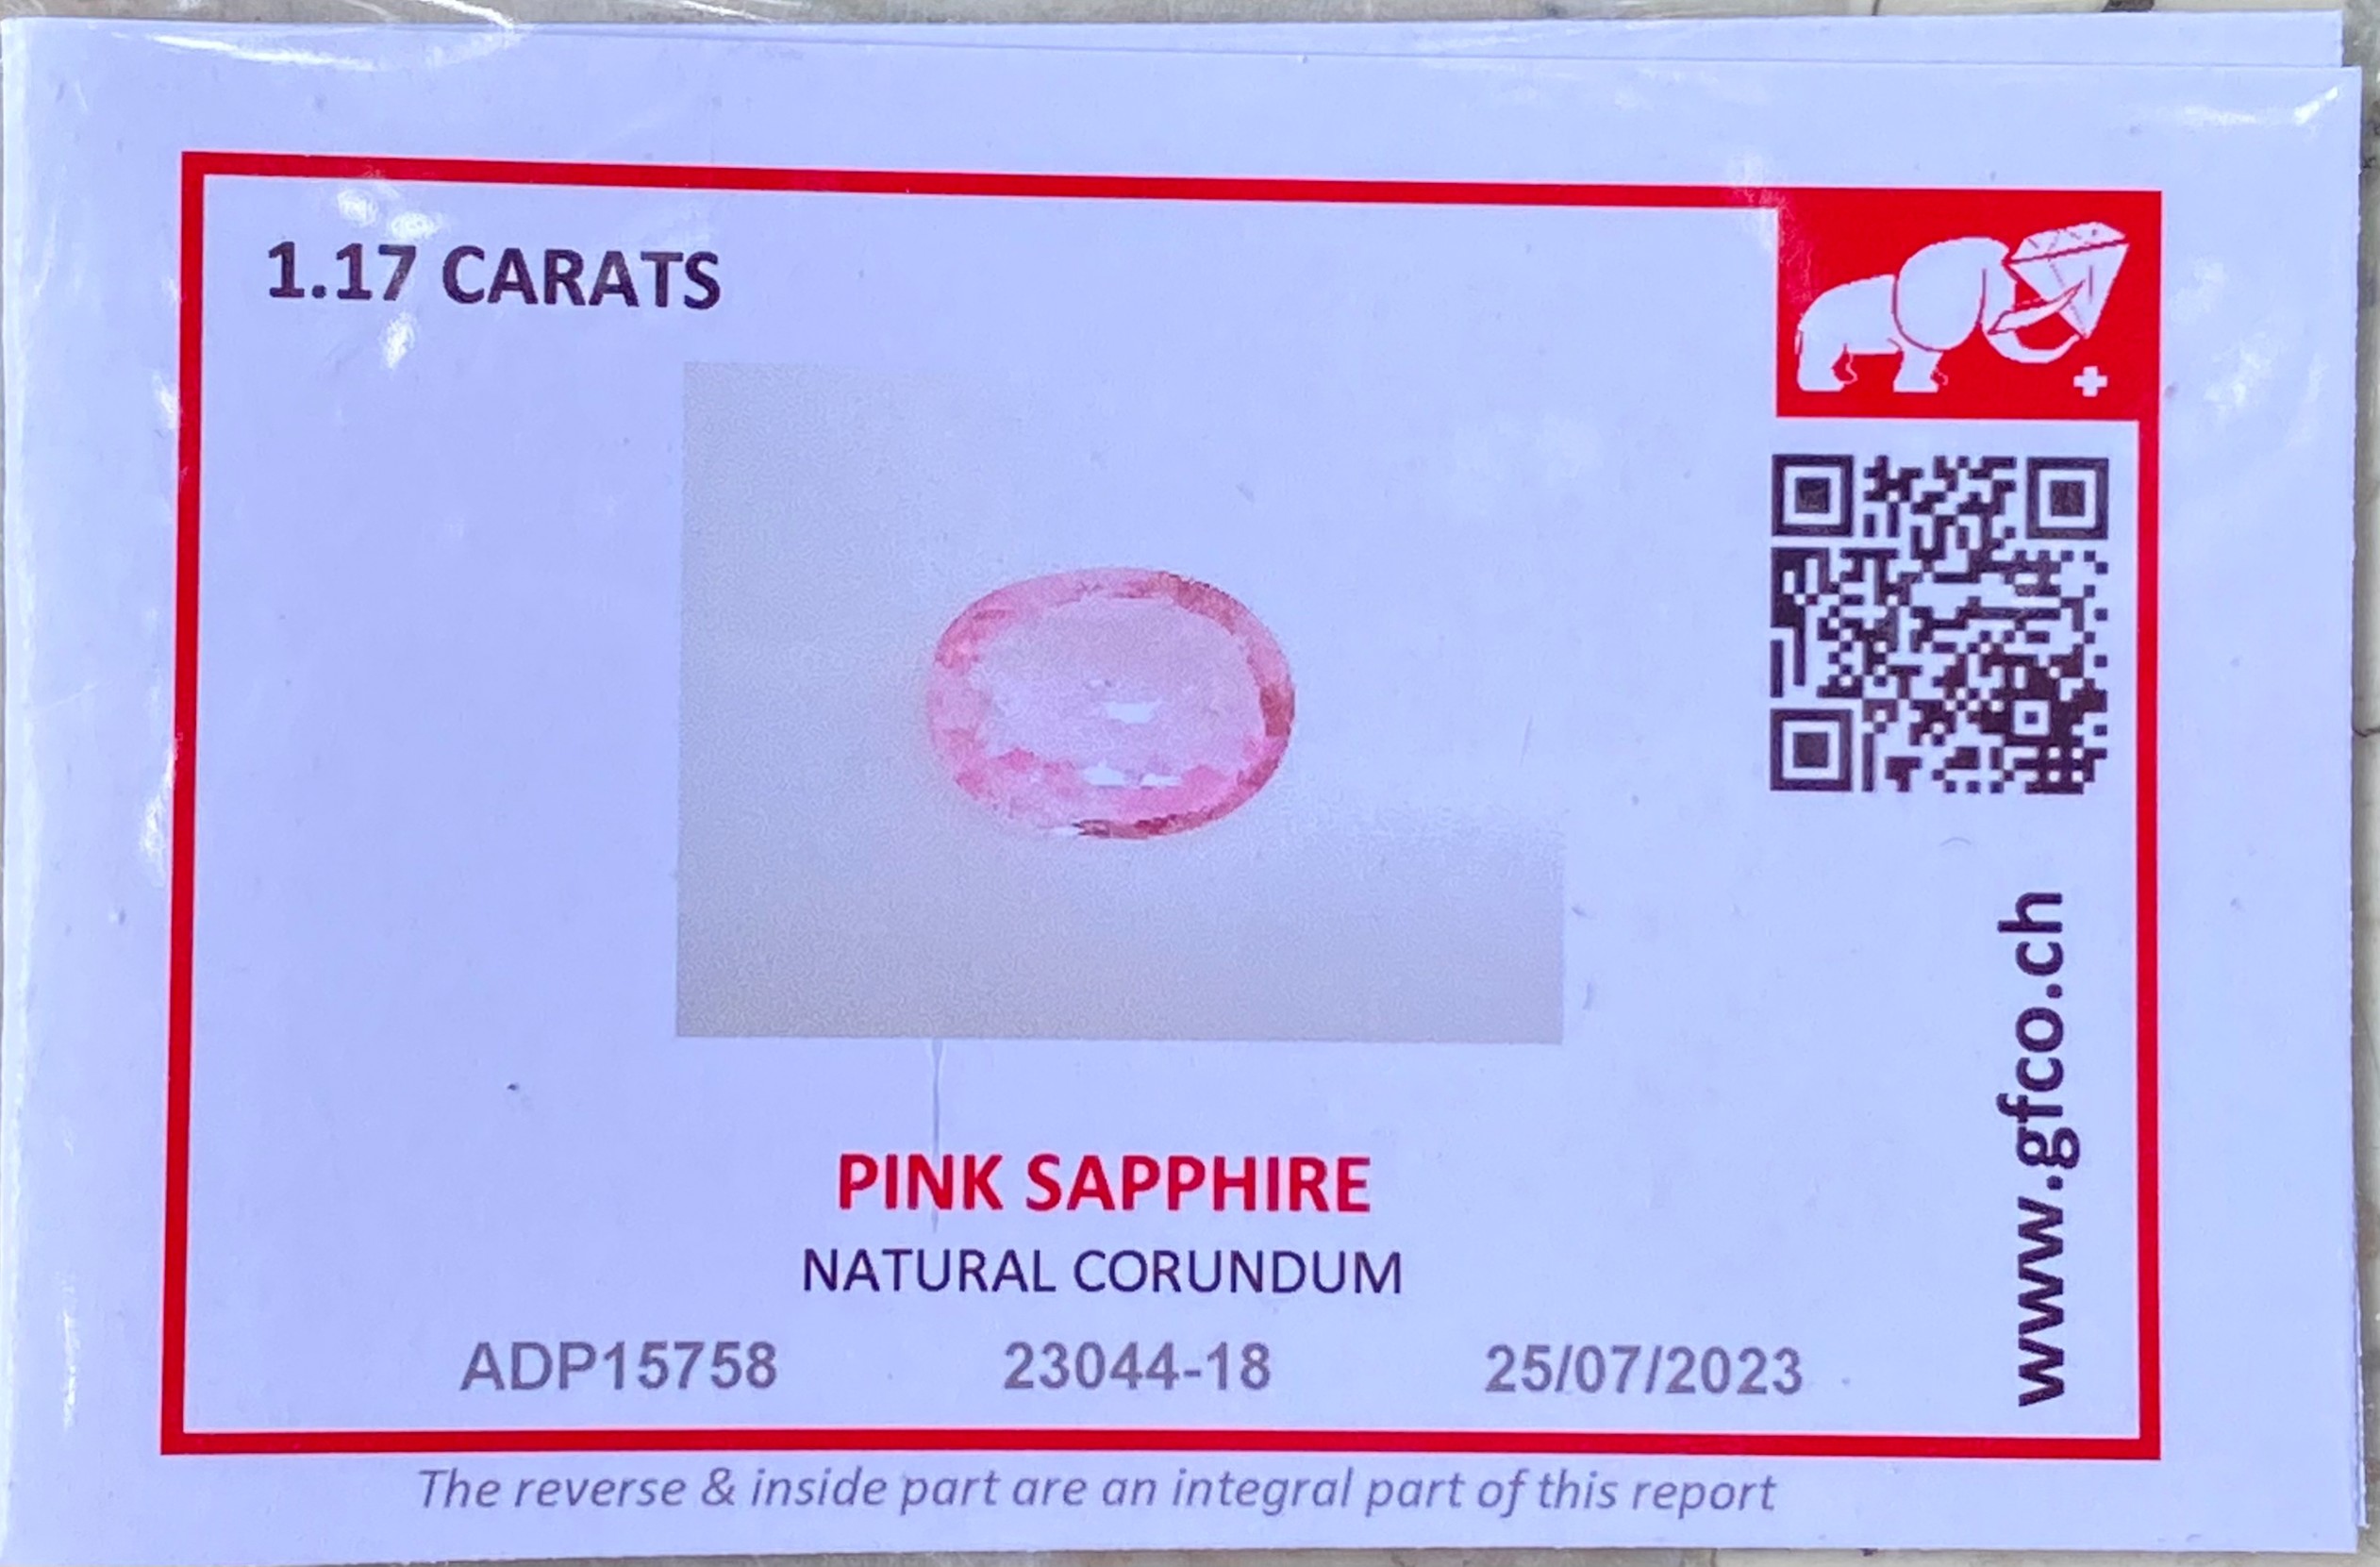 1.17 CARATS
www.gfco.ch
PINK SAPPHIRE
NATURAL CORUNDUM
ADP15758 23044-18 25/07/2023
The reverse & inside part are an integral part of this report